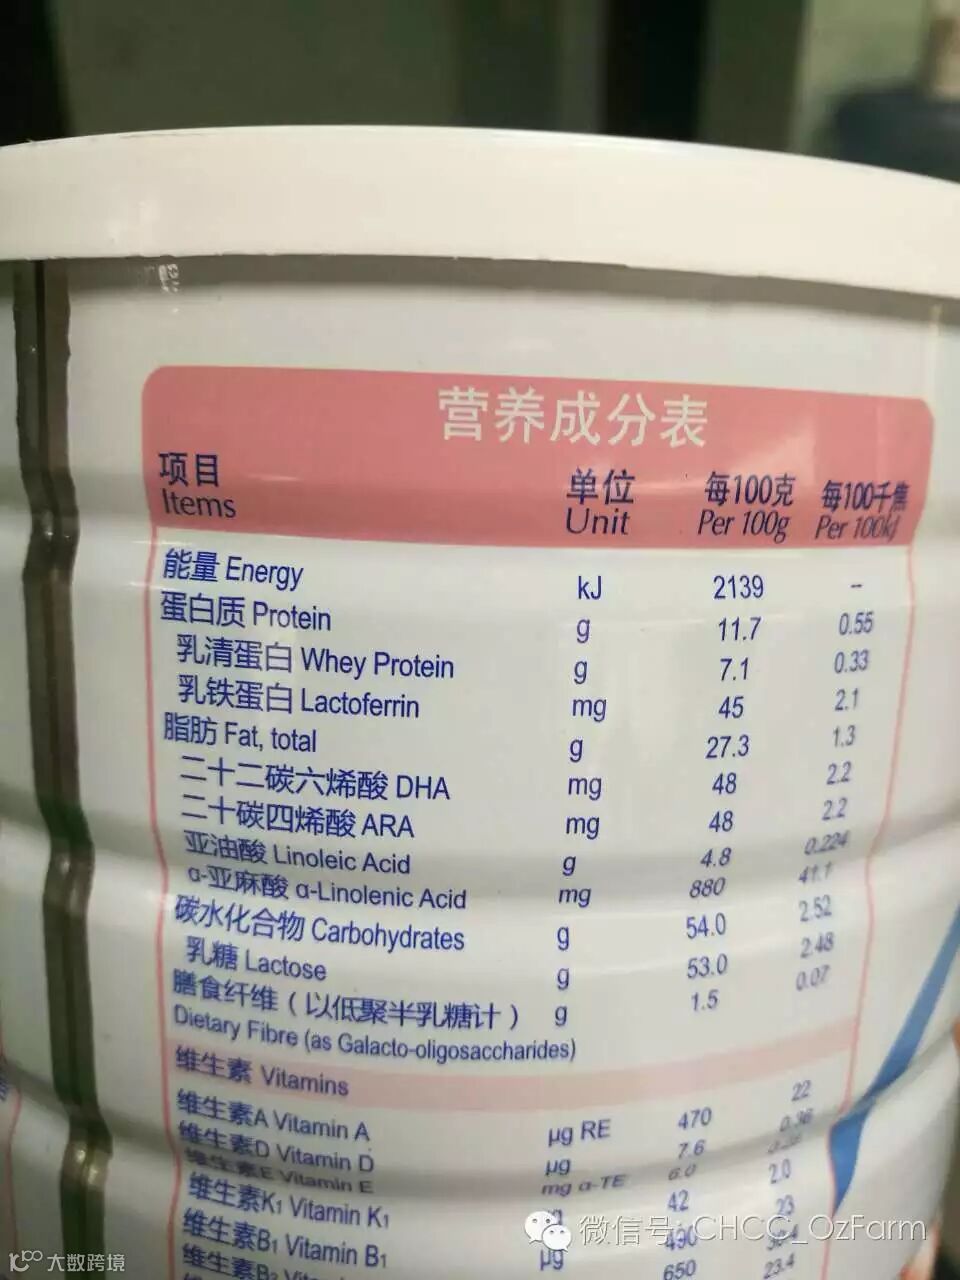 营养成分表
项目 单位 每100克 每100千焦
Items Unit Per 100g Per 100kJ
能量 Energy kJ 2139 –
蛋白质 Protein g 11.7 0.55
乳清蛋白 Whey Protein g 7.1 0.33
乳铁蛋白 Lactoferrin mg 45 2.1
脂肪 Fat, total g 27.3 1.3
二十二碳六烯酸 DHA mg 48 2.2
二十碳四烯酸 ARA mg 48 2.2
亚油酸 Linoleic Acid g 4.8 0.224
α-亚麻酸 α-Linolenic Acid mg 880 41.1
碳水化合物 Carbohydrates g 54.0 2.52
乳糖 Lactose g 53.0 2.48
膳食纤维（以低聚半乳糖计） g 1.5 0.07
Dietary Fibre (as Galacto-oligosaccharides)
维生素 Vitamins
维生素A Vitamin A μg RE 470 22
维生素D Vitamin D μg 7.6 0.36
维生素E Vitamin E mg α-TE 6.0
维生素K1 Vitamin K1 42 2.0
维生素B1 Vitamin B1 μg 490 23
650
微信号: CHCC_OzFarm
大数跨境